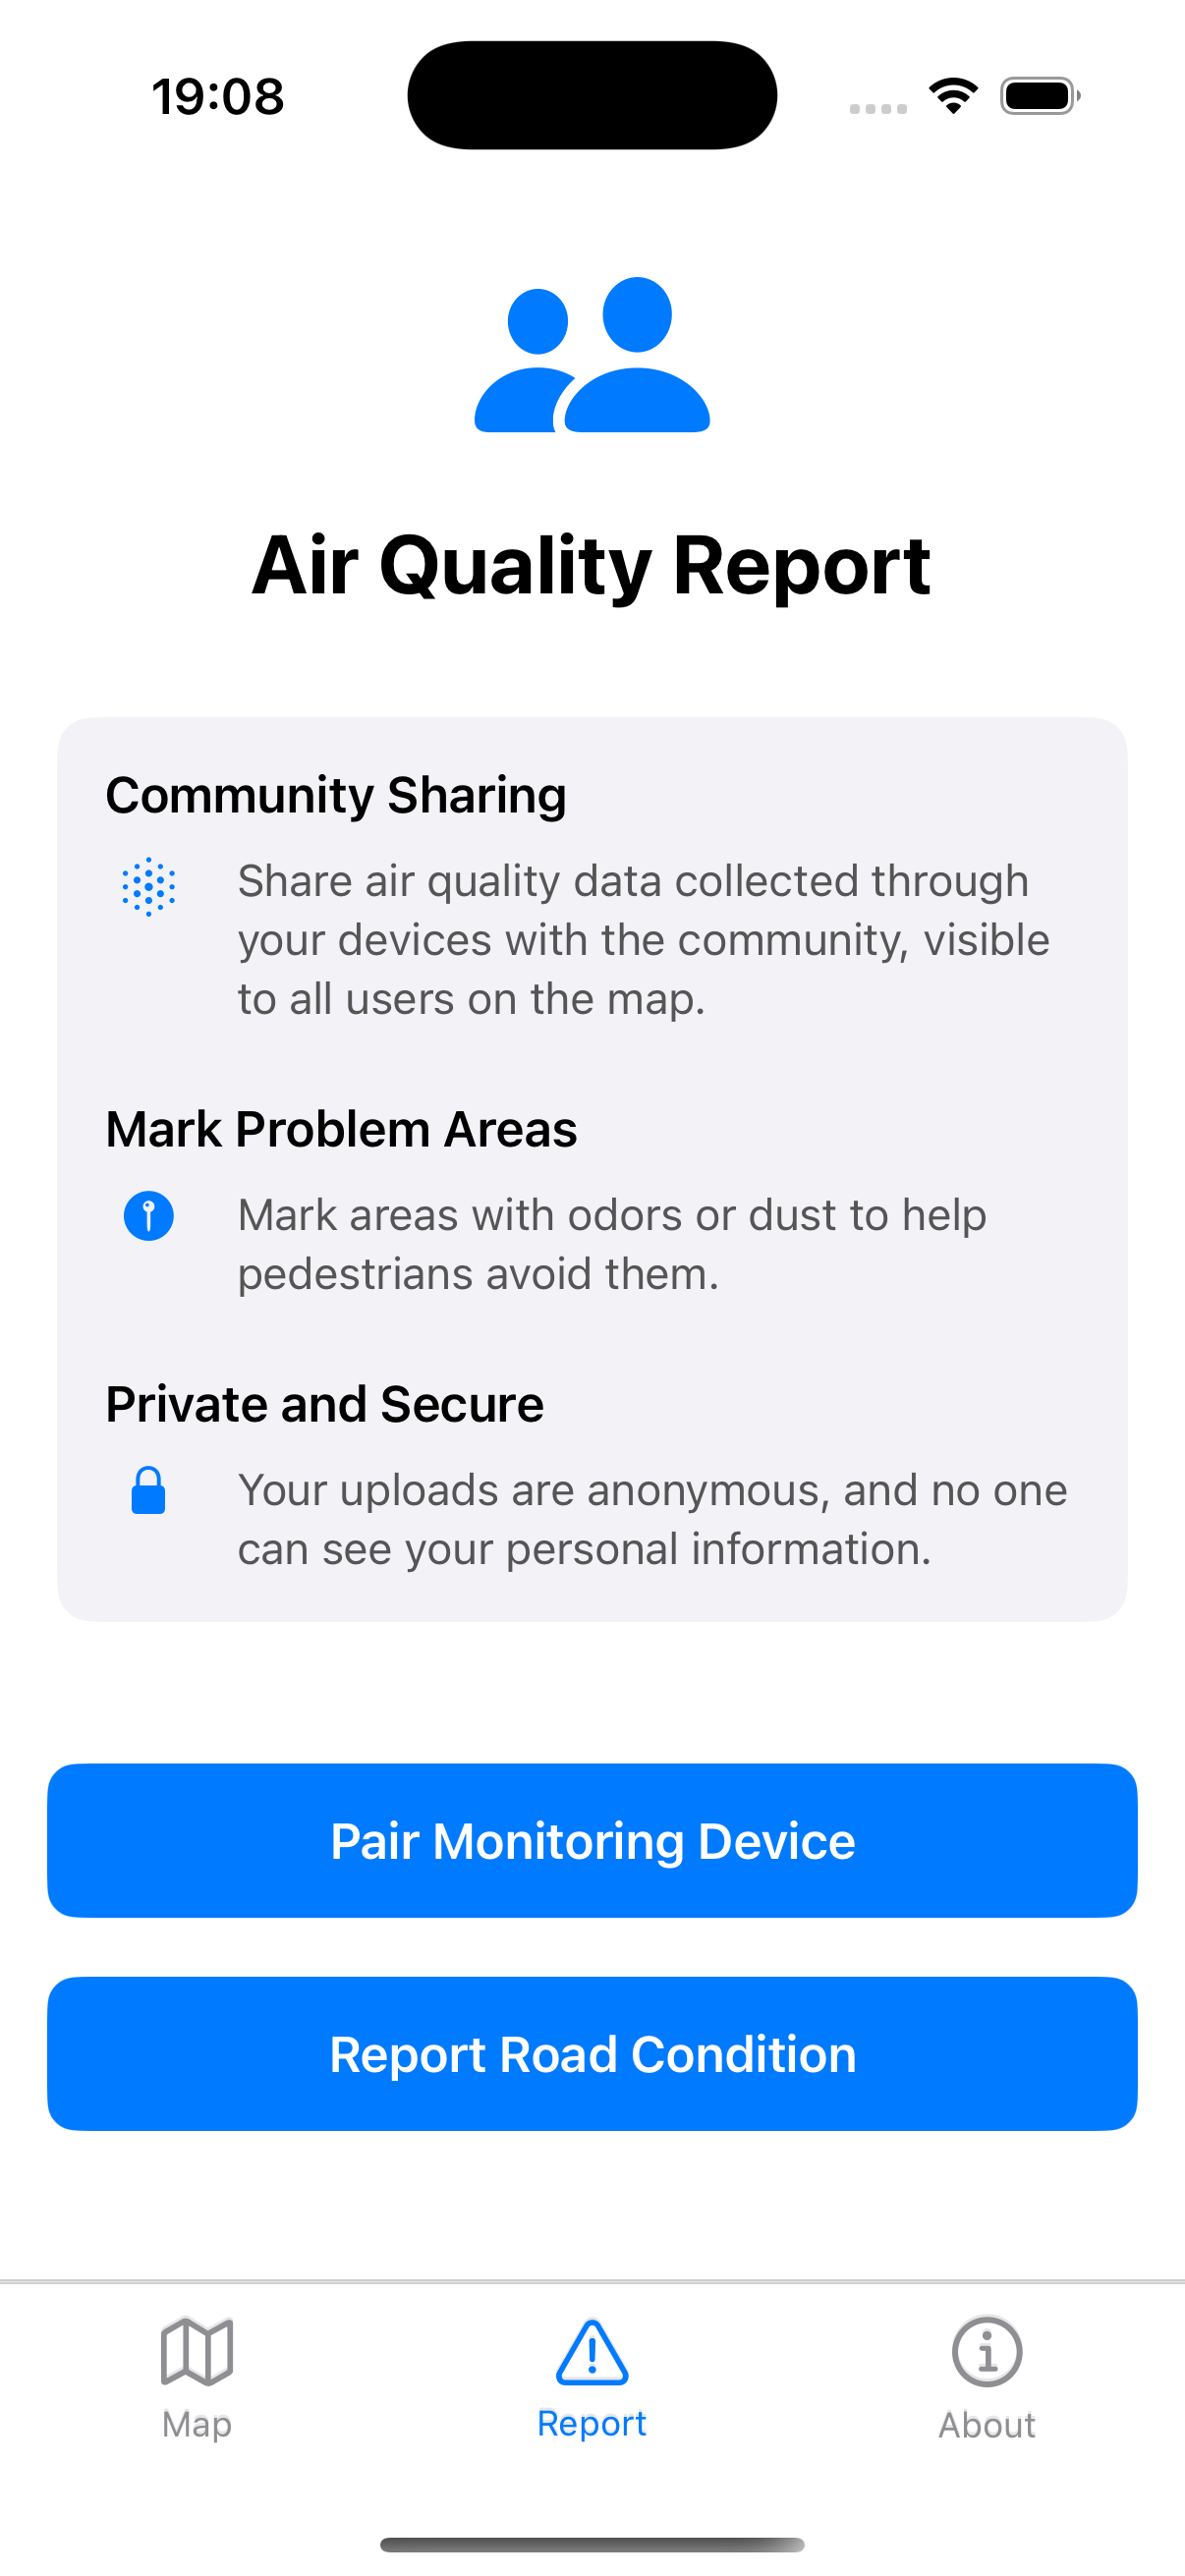 19:08
Air Quality Report
Community Sharing
Share air quality data collected through
your devices with the community, visible
to all users on the map.
Mark Problem Areas
Mark areas with odors or dust to help
pedestrians avoid them.
Private and Secure
Your uploads are anonymous, and no one
can see your personal information.
Pair Monitoring Device
Report Road Condition
Map
Report
About